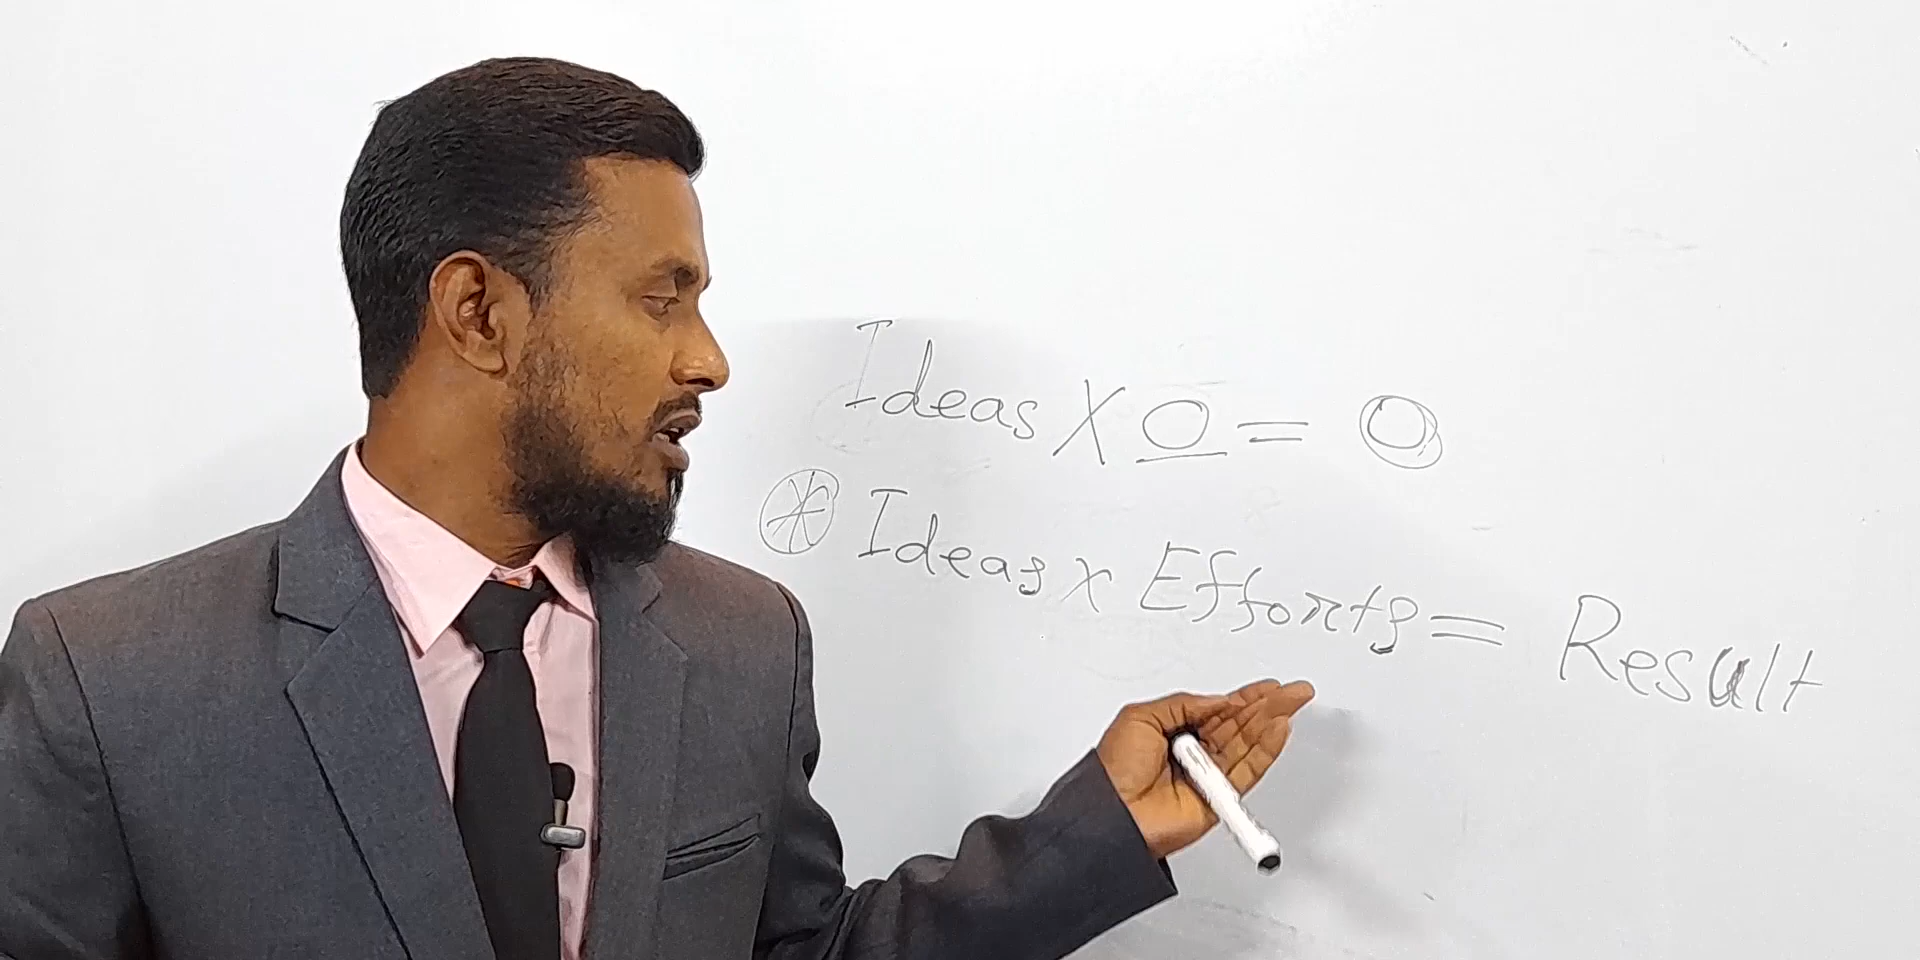 Ideas X 0 = 0
* Ideas x Efforts = Result